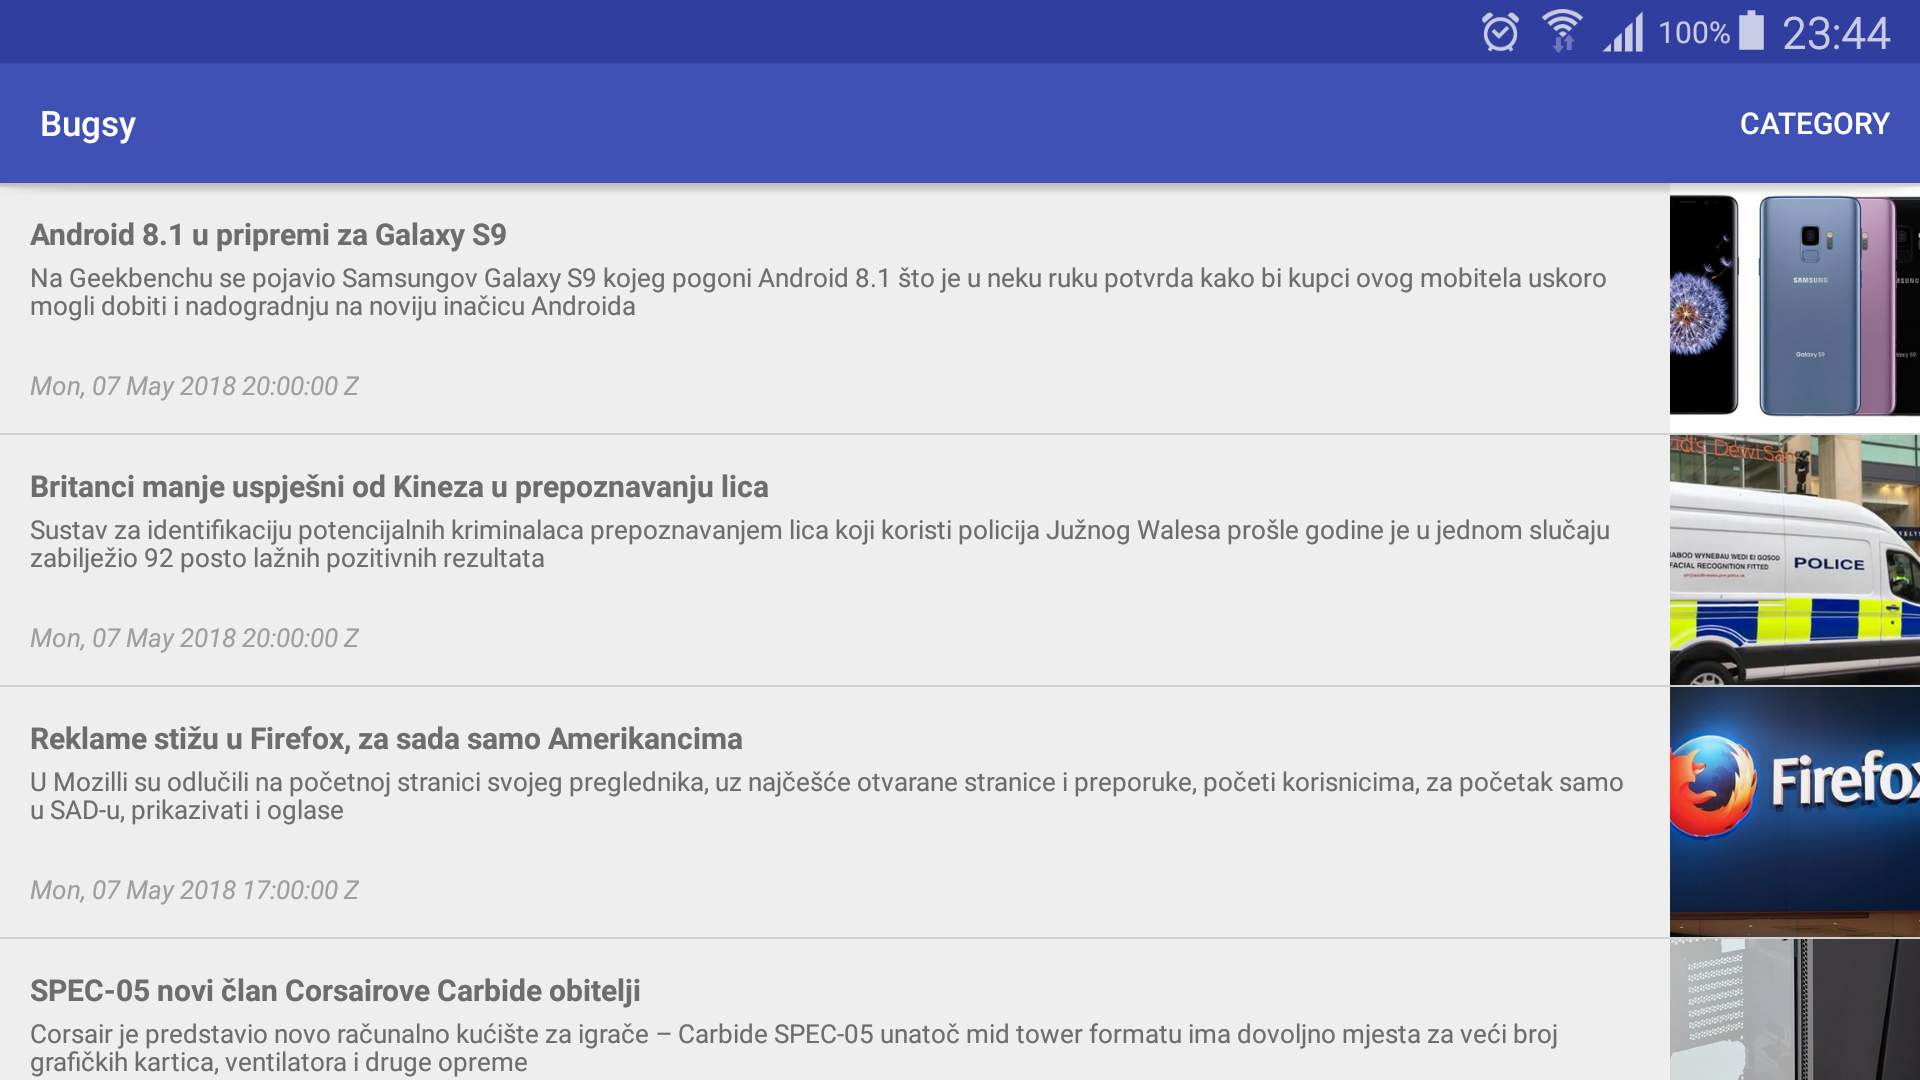 100% 23:44
Bugsy
CATEGORY
Android 8.1 u pripremi za Galaxy S9
Na Geekbenchu se pojavio Samsungov Galaxy S9 kojeg pogoni Android 8.1 što je u neku ruku potvrda kako bi kupci ovog mobitela uskoro
mogli dobiti i nadogradnju na noviju inačicu Androida
Mon, 07 May 2018 20:00:00 Z
SAMSUNG
Galaxy S9
Britanci manje uspješni od Kineza u prepoznavanju lica
Sustav za identifikaciju potencijalnih kriminalaca prepoznavanjem lica koji koristi policija Južnog Walesa prošle godine je u jednom slučaju
zabilježio 92 posto lažnih pozitivnih rezultata
Mon, 07 May 2018 20:00:00 Z
Dewi
WYNEBAU WEDI EI GOSOD
FACIAL RECOGNITION FITTED
POLICE
Reklame stižu u Firefox, za sada samo Amerikancima
U Mozilli su odlučili na početnoj stranici svojeg preglednika, uz najčešće otvarane stranice i preporuke, početi korisnicima, za početak samo
u SAD-u, prikazivati i oglase
Mon, 07 May 2018 17:00:00 Z
Firefox
SPEC-05 novi član Corsairove Carbide obitelji
Corsair je predstavio novo računalno kućište za igrače – Carbide SPEC-05 unatoč mid tower formatu ima dovoljno mjesta za veći broj
grafičkih kartica, ventilatora i druge opreme